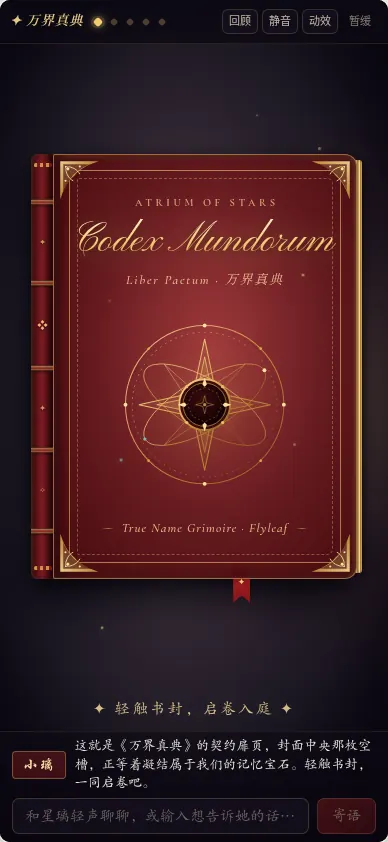 ✦ 万界真典
回顾 静音 动效 暂缓
ATRIUM OF STARS
Codex Mundorum
Liber Pactum · 万界真典
True Name Grimoire · Flyleaf
✦ 轻触书封，启卷入庭 ✦
小璃
这就是《万界真典》的契约扉页，封面中央那枚空
槽，正等着凝结属于我们的记忆宝石。轻触书封，
一同启卷吧。
和星璃轻声聊聊，或输入想告诉她的话…
寄语